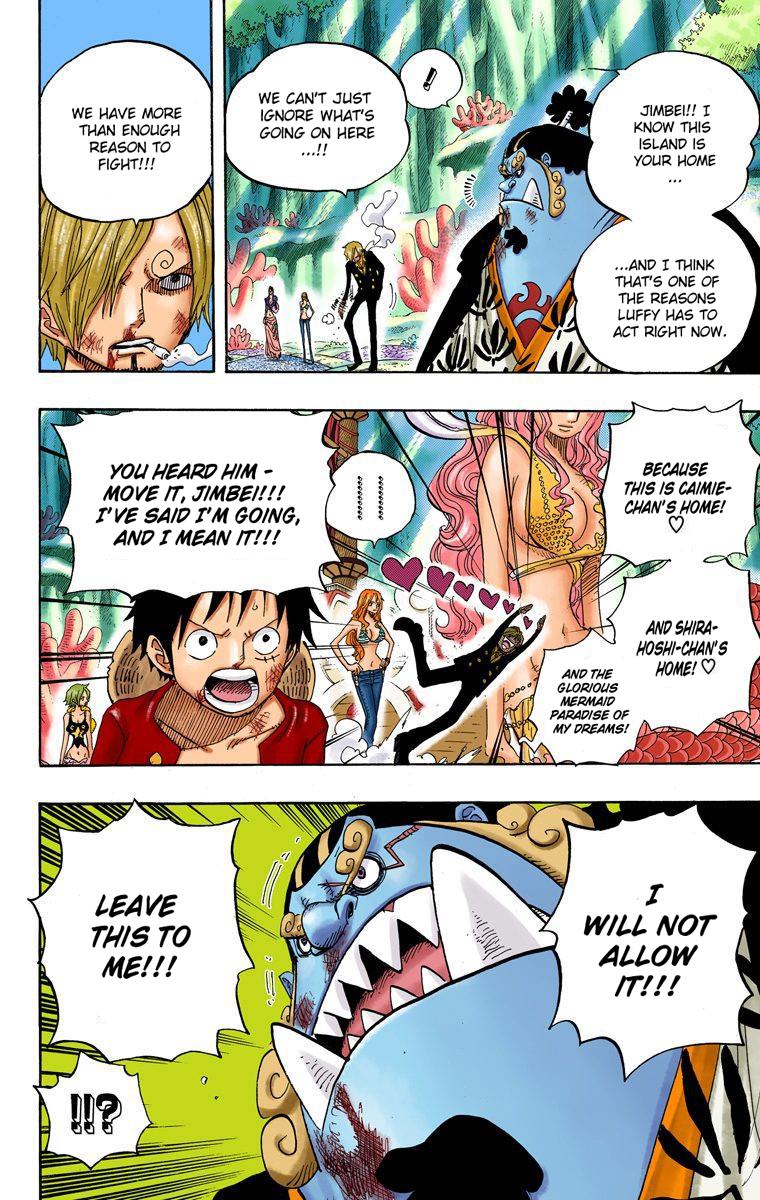 JIMBEI!! I
KNOW THIS
ISLAND IS
YOUR HOME
...
...AND I THINK
THAT'S ONE OF
THE REASONS
LUFFY HAS TO
ACT RIGHT NOW.
!!
WE CAN'T JUST
IGNORE WHAT'S
GOING ON HERE
...!!
WE HAVE MORE
THAN ENOUGH
REASON TO
FIGHT!!!
BECAUSE
THIS IS CAIMIE-
CHAN'S HOME!
♡
AND SHIRA-
HOSHI-CHAN'S
HOME! ♡
AND THE
GLORIOUS
MERMAID
PARADISE OF
MY DREAMS!
YOU HEARD HIM -
MOVE IT, JIMBEI!!!
I'VE SAID I'M GOING,
AND I MEAN IT!!!
I
WILL NOT
ALLOW
IT!!!
LEAVE
THIS TO
ME!!!
!!?